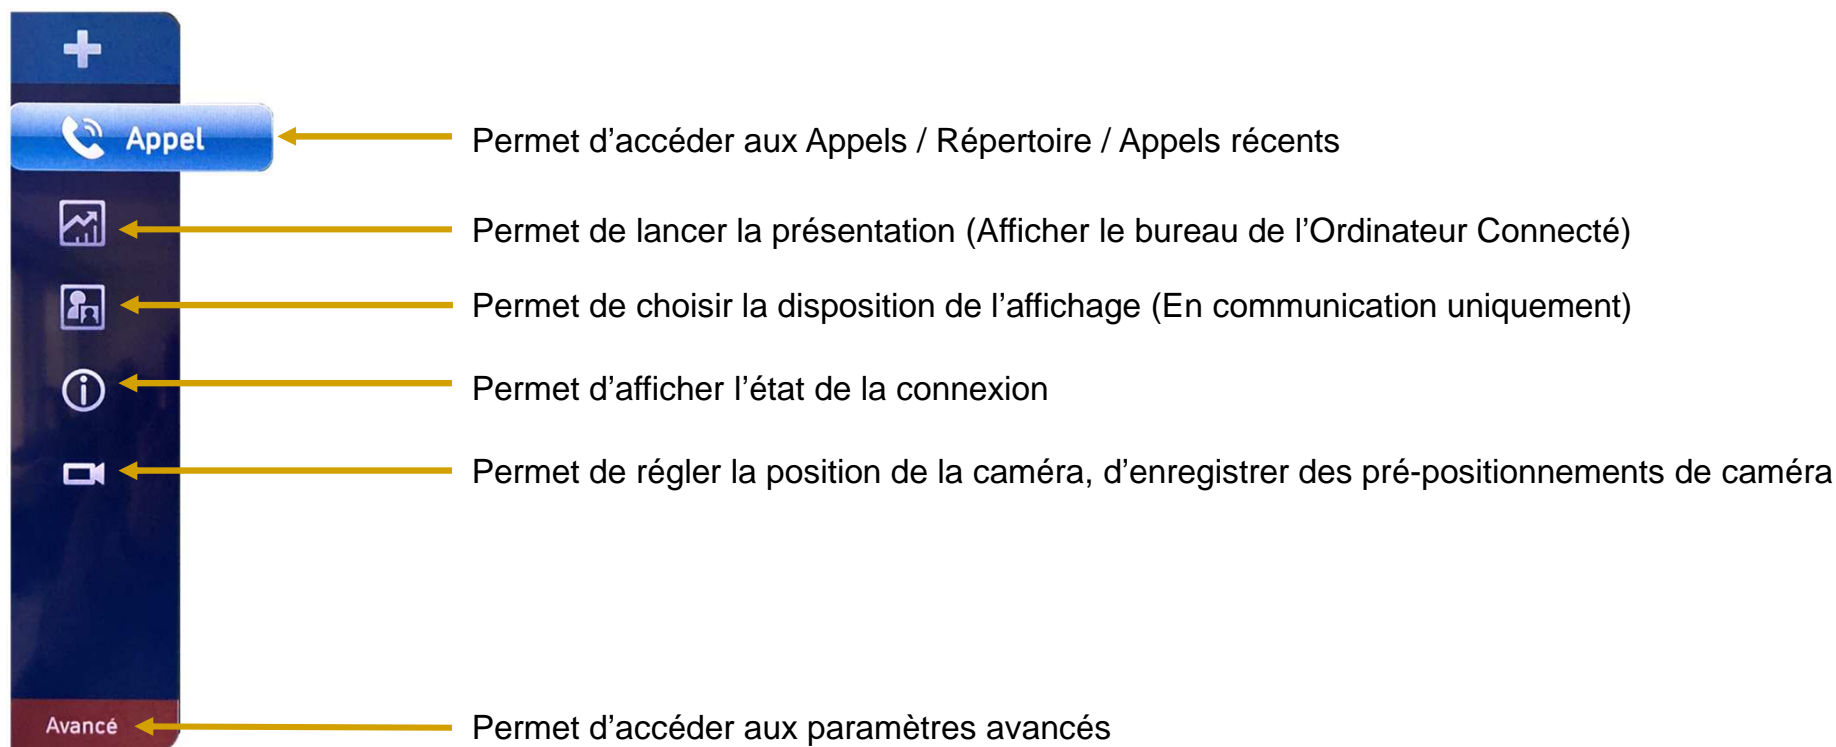 Appel
Permet d’accéder aux Appels / Répertoire / Appels récents
Permet de lancer la présentation (Afficher le bureau de l’Ordinateur Connecté)
Permet de choisir la disposition de l’affichage (En communication uniquement)
Permet d’afficher l’état de la connexion
Permet de régler la position de la caméra, d’enregistrer des pré-positionnements de caméra
Avancé
Permet d’accéder aux paramètres avancés